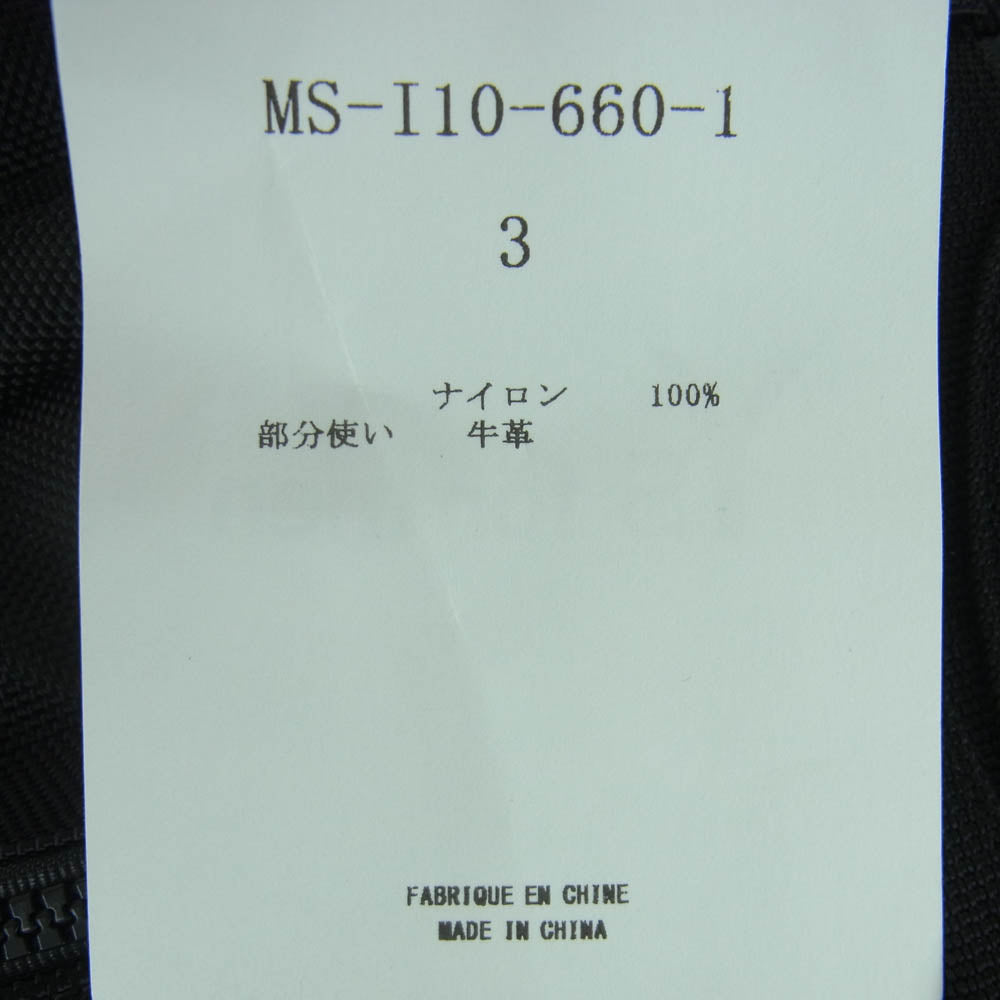 MS-I10-660-1
3
ナイロン 100%
部分使い 牛革
FABRIQUE EN CHINE
MADE IN CHINA